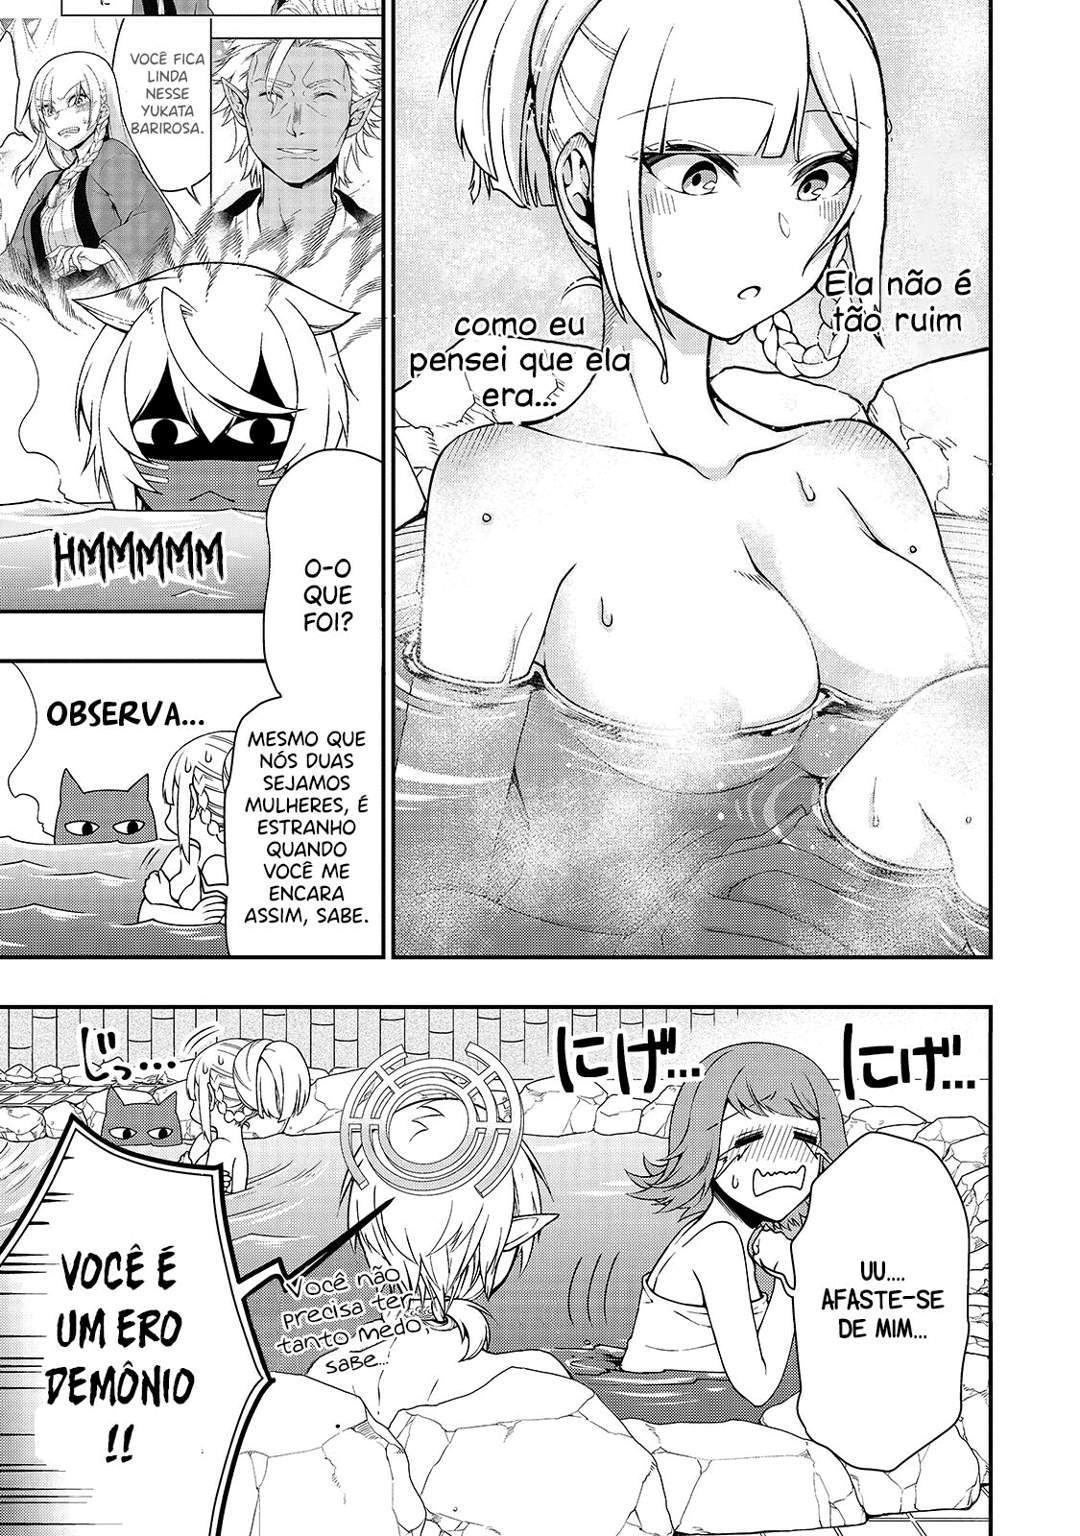 Ela não é
tão ruim
como eu
pensei que ela
era...
VOCÊ FICA
LINDA
NESSE
YUKATA
BARIROSA.
HMMMMM
O-O
QUE
FOI?
MESMO QUE
NÓS DUAS
SEJAMOS
MULHERES, É
ESTRANHO
QUANDO
VOCÊ ME
ENCARA
ASSIM, SABE.
OBSERVA...
にげ...
にげ...
じっ...
UU....
AFASTE-SE
DE MIM...
Você não
precisa ter
tanto medo,
sabe...
VOCÊ É
UM ERO
DEMÔNIO
!!